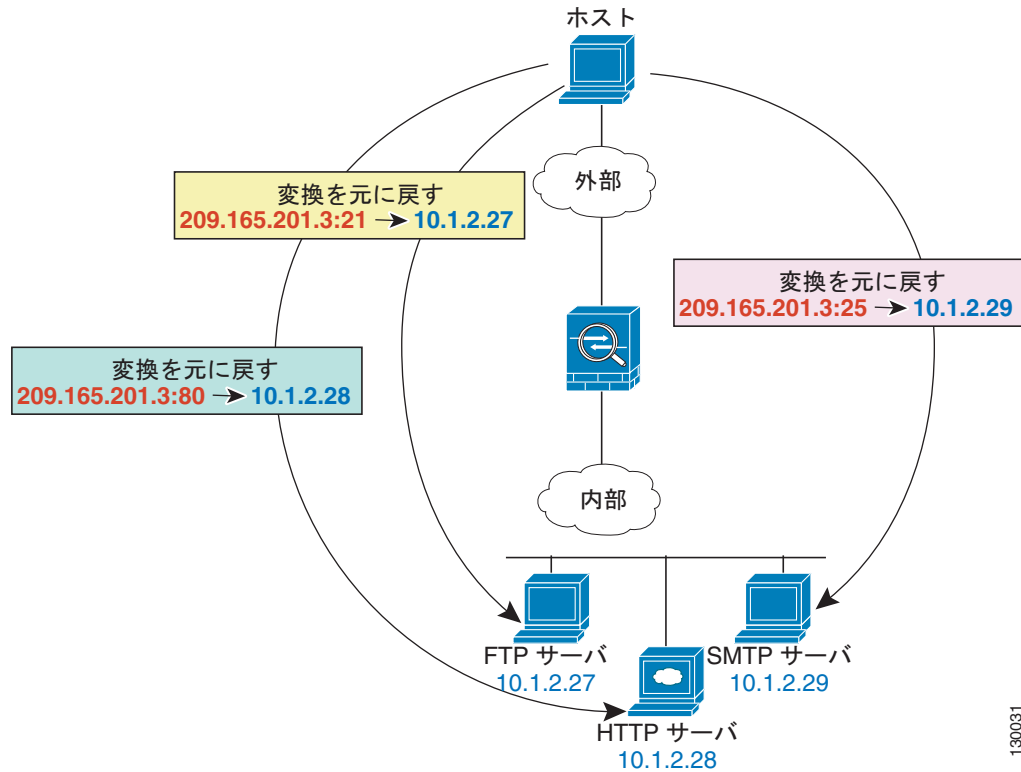 ホスト
外部
変換を元に戻す
209.165.201.3:21 → 10.1.2.27
変換を元に戻す
209.165.201.3:25 → 10.1.2.29
変換を元に戻す
209.165.201.3:80 → 10.1.2.28
内部
FTP サーバ
10.1.2.27
SMTP サーバ
10.1.2.29
HTTP サーバ
10.1.2.28
130031